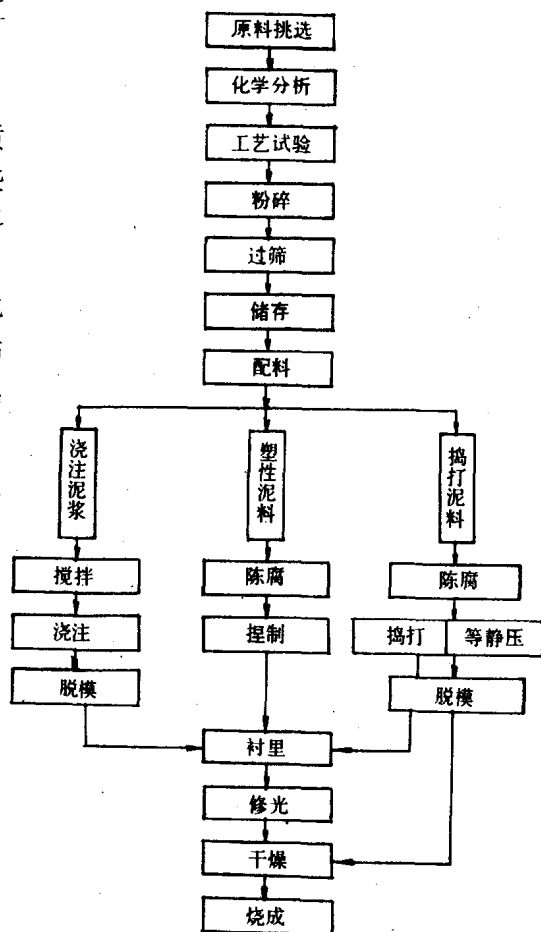 原料挑选
化学分析
工艺试验
粉碎
过筛
储存
配料
浇注泥浆
塑性泥料
捣打泥料
搅拌
陈腐
陈腐
浇注
捏制
捣打
等静压
脱模
脱模
衬里
修光
干燥
烧成